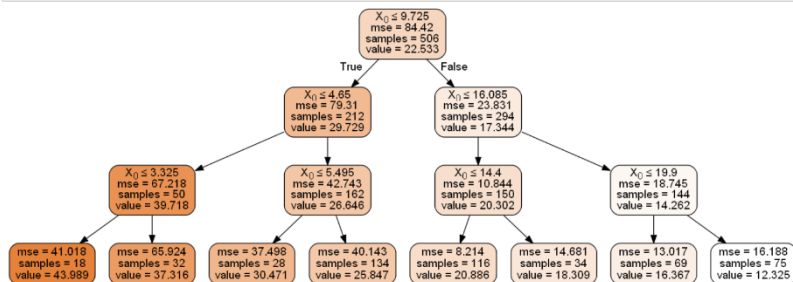 X0 ≤ 9.725
mse = 84.42
samples = 506
value = 22.533
True
False
X0 ≤ 4.65
mse = 79.31
samples = 212
value = 29.729
X0 ≤ 16.085
mse = 23.831
samples = 294
value = 17.344
X0 ≤ 3.325
mse = 67.218
samples = 50
value = 39.718
X0 ≤ 5.495
mse = 42.743
samples = 162
value = 26.646
X0 ≤ 14.4
mse = 10.844
samples = 150
value = 20.302
X0 ≤ 19.9
mse = 18.745
samples = 144
value = 14.262
mse = 41.018
samples = 18
value = 43.989
mse = 65.924
samples = 32
value = 37.316
mse = 37.498
samples = 28
value = 30.471
mse = 40.143
samples = 134
value = 25.847
mse = 8.214
samples = 116
value = 20.886
mse = 14.681
samples = 34
value = 18.309
mse = 13.017
samples = 69
value = 16.367
mse = 16.188
samples = 75
value = 12.325